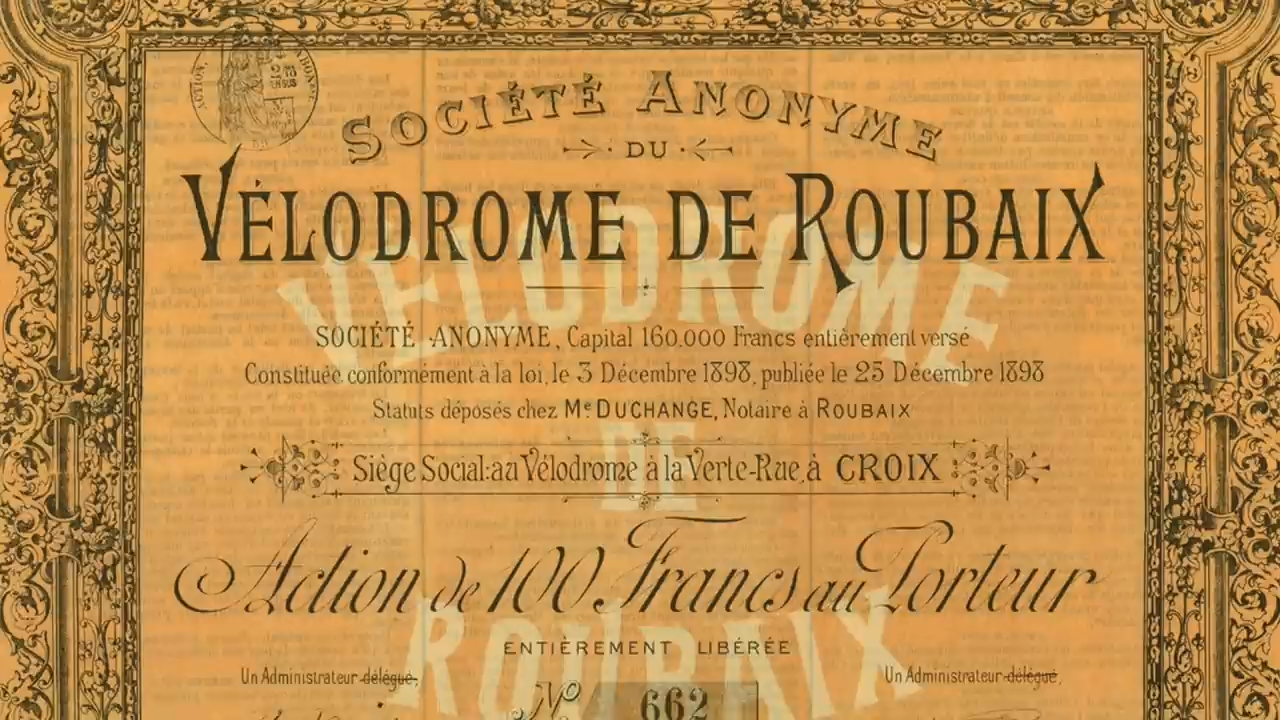 SOCIÉTÉ ANONYME
DU
VÉLODROME DE ROUBAIX
VÉLODROME
SOCIÉTÉ ANONYME, Capital 160.000 Francs entièrement versé
Constituée conformément à la loi, le 3 Décembre 1898, publiée le 25 Décembre 1898
Statuts déposés chez Me DUCHANGE, Notaire à ROUBAIX
DE
Siège Social: au Vélodrome à la Verte-Rue, à CROIX
Action de 100 Francs au Porteur
ENTIÈREMENT LIBÉRÉE
ROUBAIX
Un Administrateur délégué,
Un Administrateur délégué,
No 662